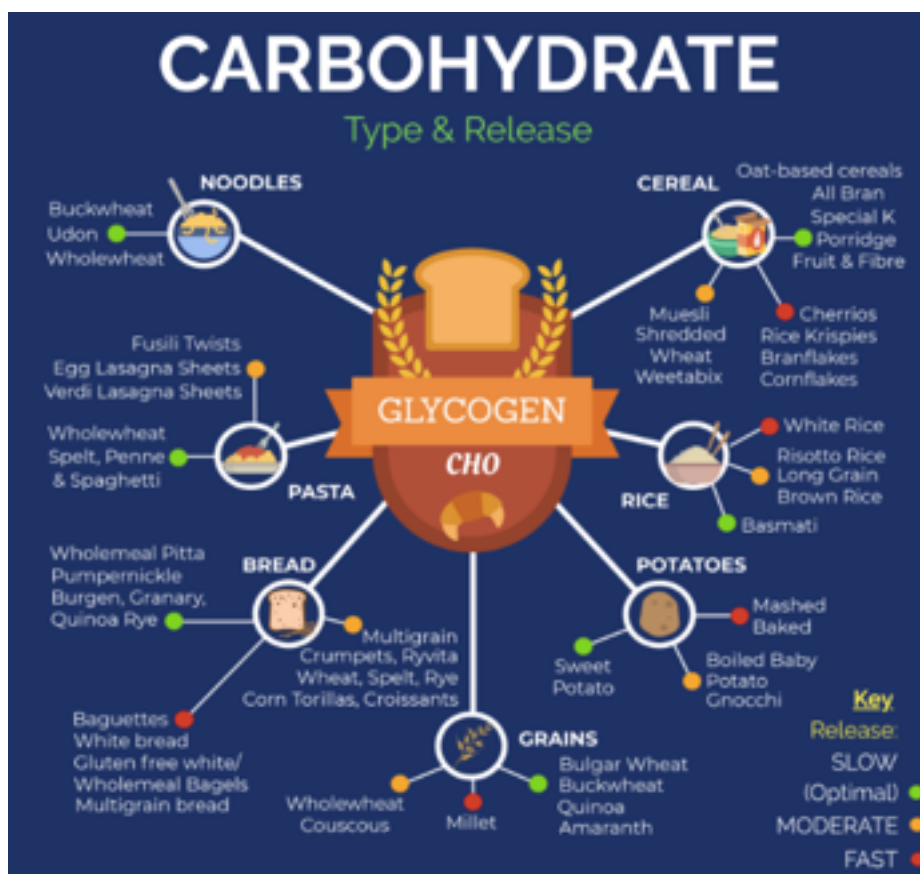 CARBOHYDRATE
Type & Release
NOODLES
Buckwheat
Udon
Wholewheat
CEREAL
Oat-based cereals
All Bran
Special K
Porridge
Fruit & Fibre
Muesli
Shredded
Wheat
Weetabix
Cherrios
Rice Krispies
Branflakes
Cornflakes
GLYCOGEN
CHO
Fusili Twists
Egg Lasagna Sheets
Verdi Lasagna Sheets
Wholewheat
Spelt, Penne
& Spaghetti
PASTA
RICE
White Rice
Risotto Rice
Long Grain
Brown Rice
Basmati
BREAD
Wholemeal Pitta
Pumpernickle
Burgen, Granary,
Quinoa Rye
Multigrain
Crumpets, Ryvita
Wheat, Spelt, Rye
Corn Torillas, Croissants
Baguettes
White bread
Gluten free white/
Wholemeal Bagels
Multigrain bread
POTATOES
Mashed
Baked
Sweet
Potato
Boiled Baby
Potato
Gnocchi
GRAINS
Wholewheat
Couscous
Millet
Bulgar Wheat
Buckwheat
Quinoa
Amaranth
Key
Release:
SLOW
(Optimal)
MODERATE
FAST